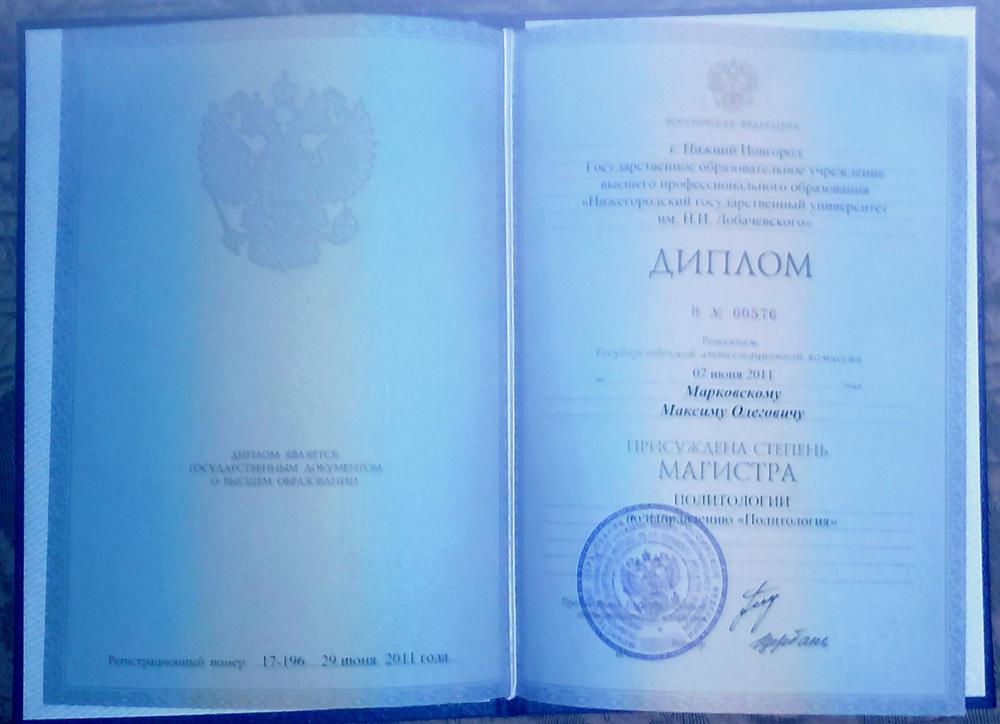 ДИПЛОМ ЯВЛЯЕТСЯ
ГОСУДАРСТВЕННЫМ ДОКУМЕНТОМ
О ВЫСШЕМ ОБРАЗОВАНИИ
Регистрационный номер 17-196 29 июня 2011 года
РОССИЙСКАЯ ФЕДЕРАЦИЯ
г. Нижний Новгород
Государственное образовательное учреждение
высшего профессионального образования
«Нижегородский государственный университет
им. Н.И. Лобачевского»
ДИПЛОМ
№ 00576
Решением
Государственной аттестационной комиссии
от 07 июня 2011 года
Марковскому
Максиму Олеговичу
ПРИСУЖДЕНА СТЕПЕНЬ
МАГИСТРА
ПОЛИТОЛОГИИ
по направлению «Политология»